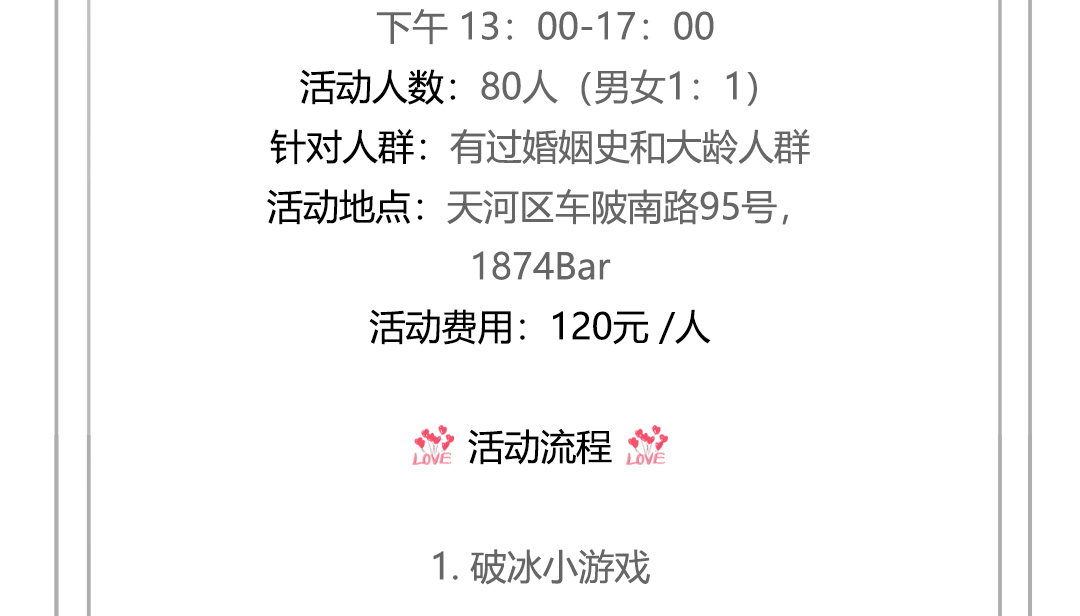 下午 13：00-17：00
活动人数：80人（男女1：1）
针对人群：有过婚姻史和大龄人群
活动地点：天河区车陂南路95号，
1874Bar
活动费用：120元 /人
LOVE 活动流程 LOVE
1. 破冰小游戏